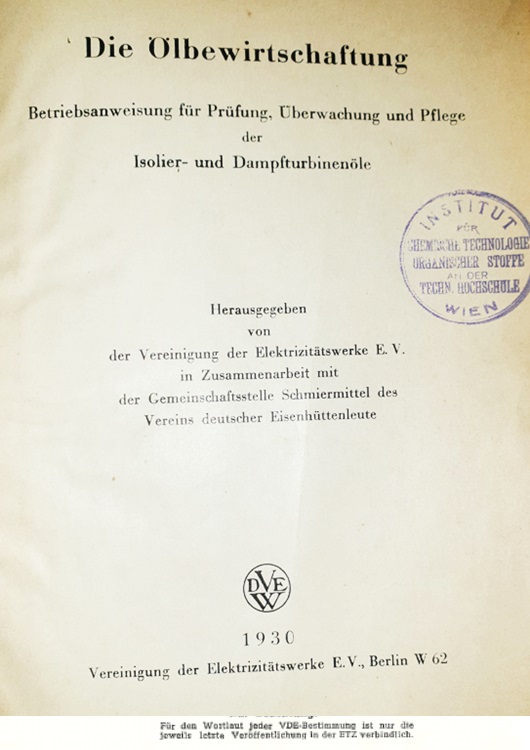 Die Ölbewirtschaftung
Betriebsanweisung für Prüfung, Überwachung und Pflege
der
Isolier- und Dampfturbinenöle
INSTITUT
FÜR
CHEMISCHE TECHNOLOGIE
ORGANISCHER STOFFE
AN DER
TECHN. HOCHSCHULE
WIEN
Herausgegeben
von
der Vereinigung der Elektrizitätswerke E.V.
in Zusammenarbeit mit
der Gemeinschaftsstelle Schmiermittel des
Vereins deutscher Eisenhüttenleute
DVEW
1930
Vereinigung der Elektrizitätswerke E.V., Berlin W 62
Für den Wortlaut jeder VDE-Bestimmung ist nur die
jeweils letzte Veröffentlichung in der ETZ verbindlich.